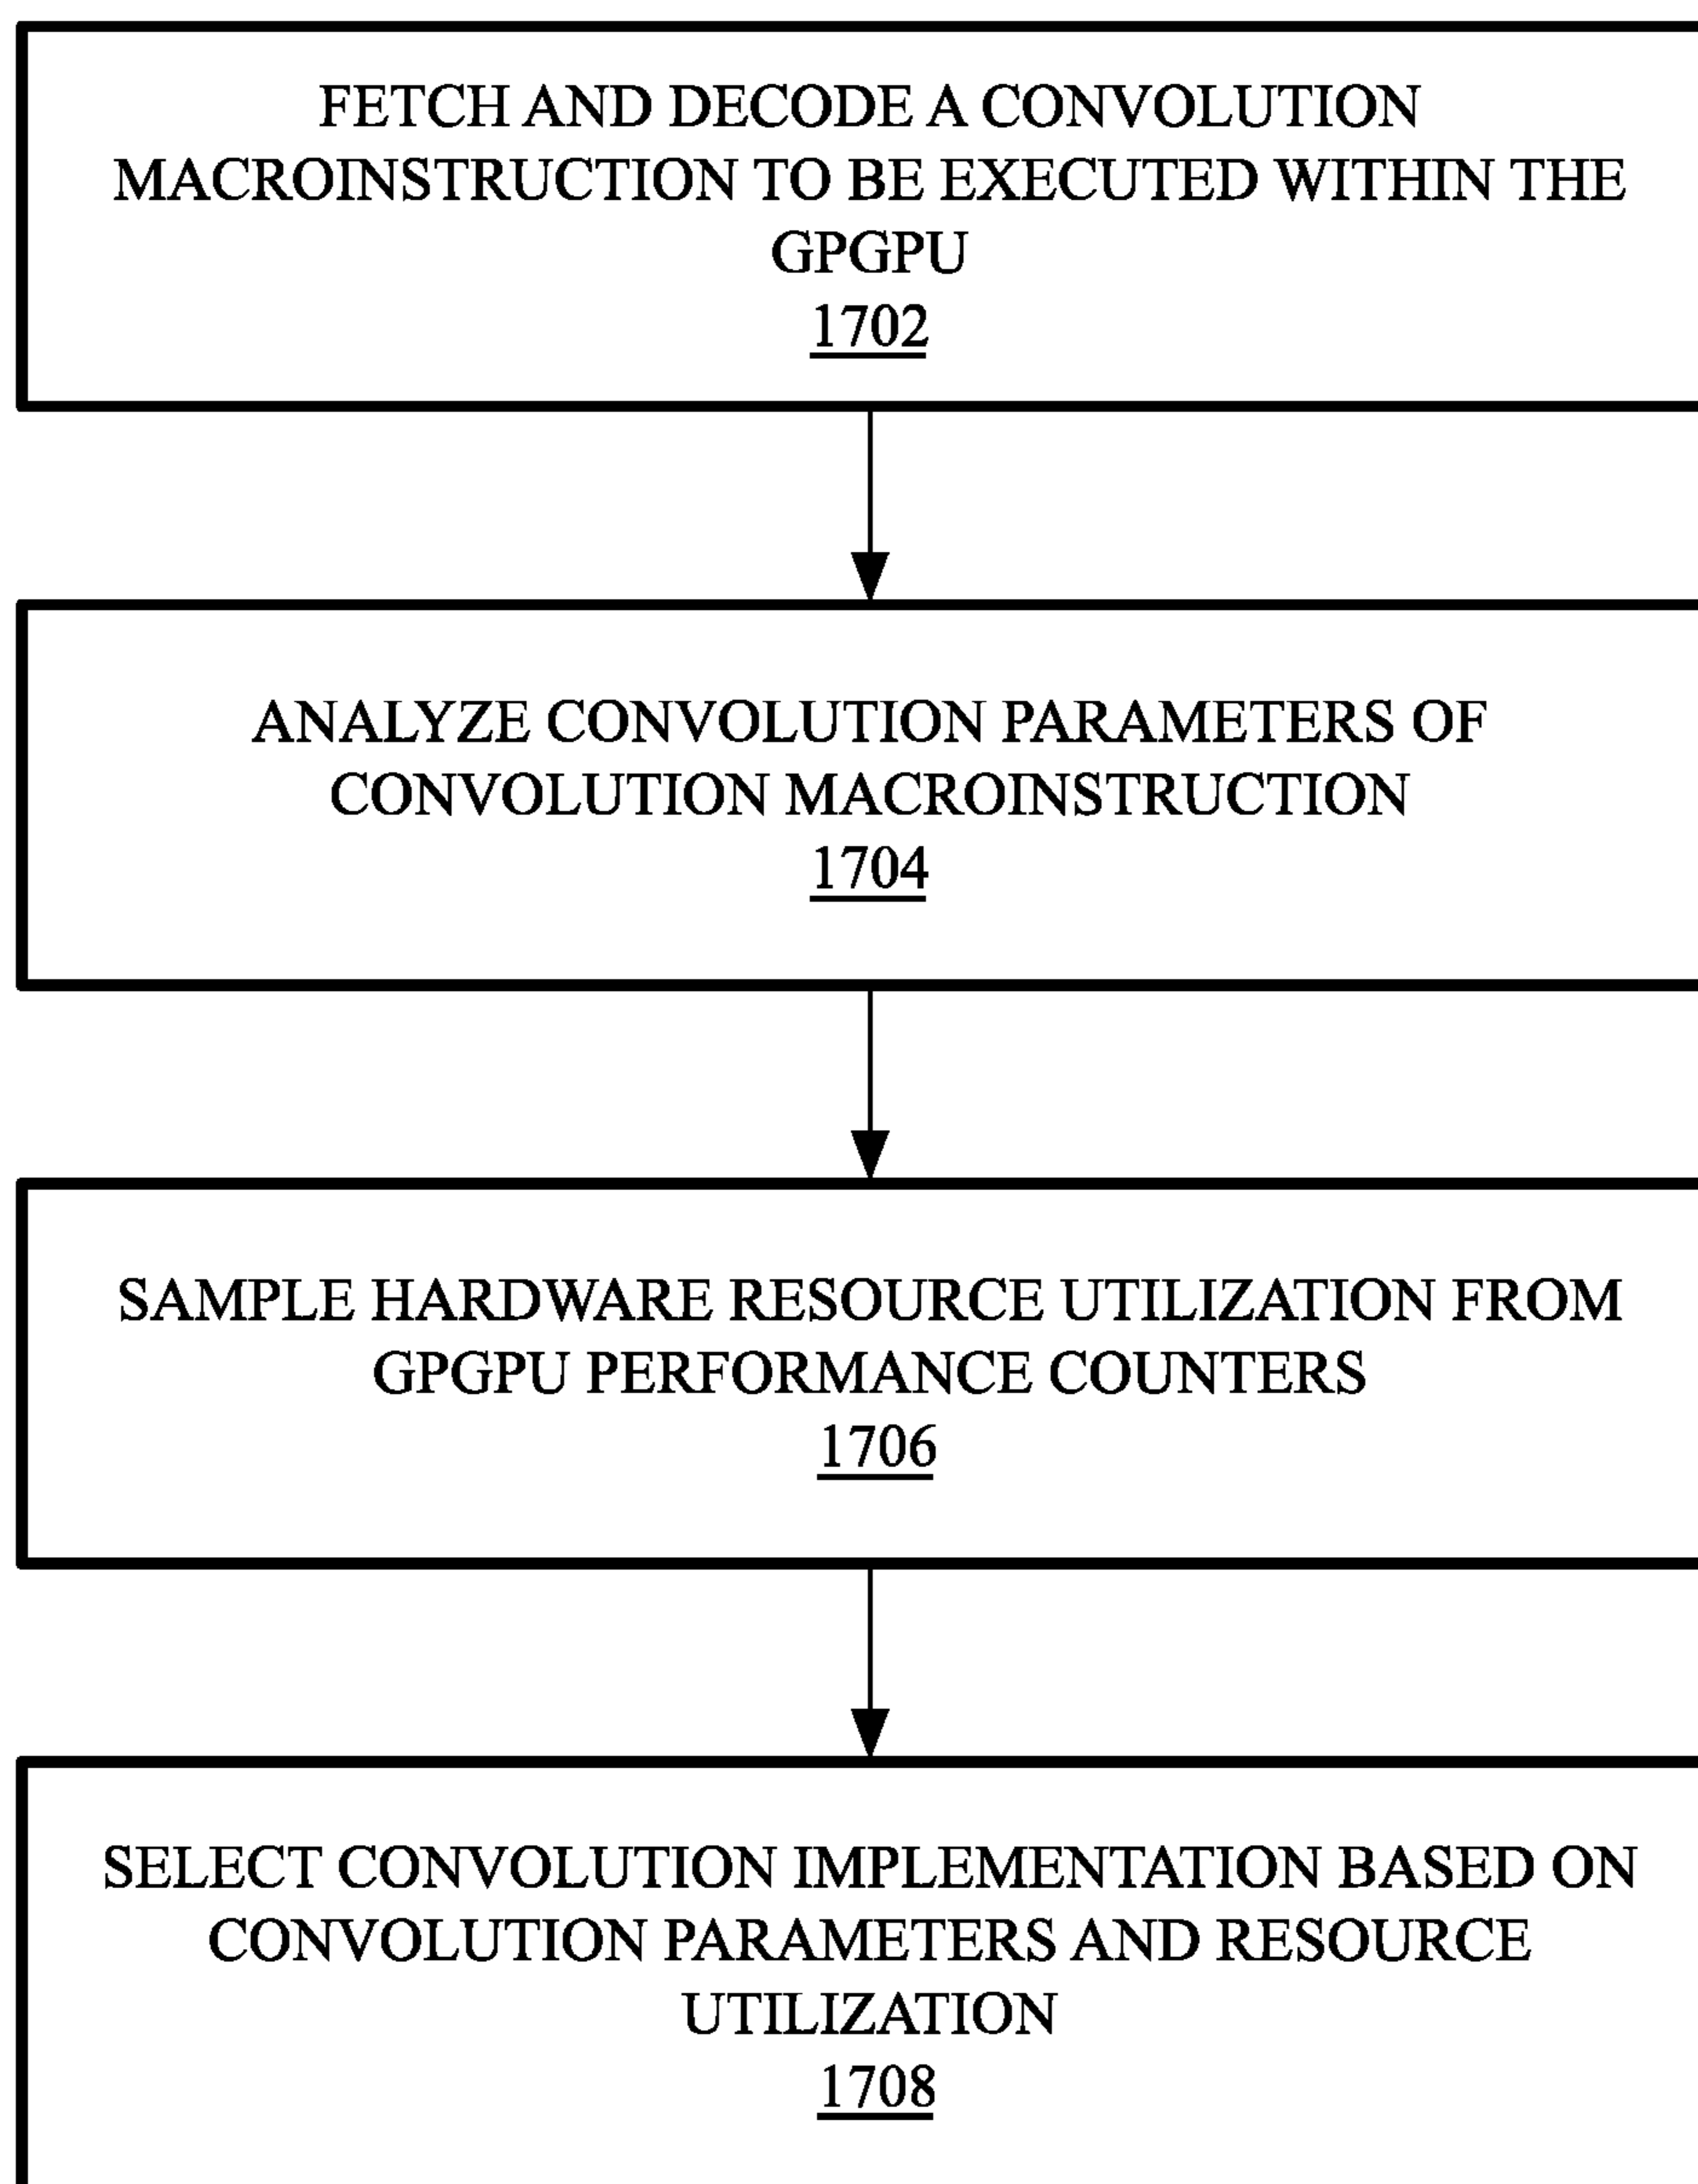 FETCH AND DECODE A CONVOLUTION
MACROINSTRUCTION TO BE EXECUTED WITHIN THE
GPGPU
1702
ANALYZE CONVOLUTION PARAMETERS OF
CONVOLUTION MACROINSTRUCTION
1704
SAMPLE HARDWARE RESOURCE UTILIZATION FROM
GPGPU PERFORMANCE COUNTERS
1706
SELECT CONVOLUTION IMPLEMENTATION BASED ON
CONVOLUTION PARAMETERS AND RESOURCE
UTILIZATION
1708